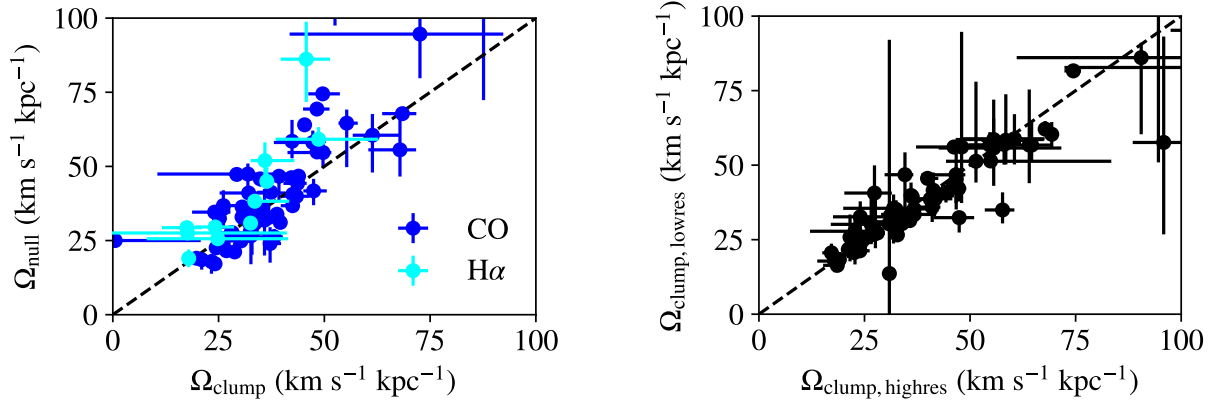 100
75
50
25
0
Ω_null (km s⁻¹ kpc⁻¹)
CO
Hα
0 25 50 75 100
Ω_clump (km s⁻¹ kpc⁻¹)
100
75
50
25
0
Ω_clump, lowres (km s⁻¹ kpc⁻¹)
0 25 50 75 100
Ω_clump, highres (km s⁻¹ kpc⁻¹)